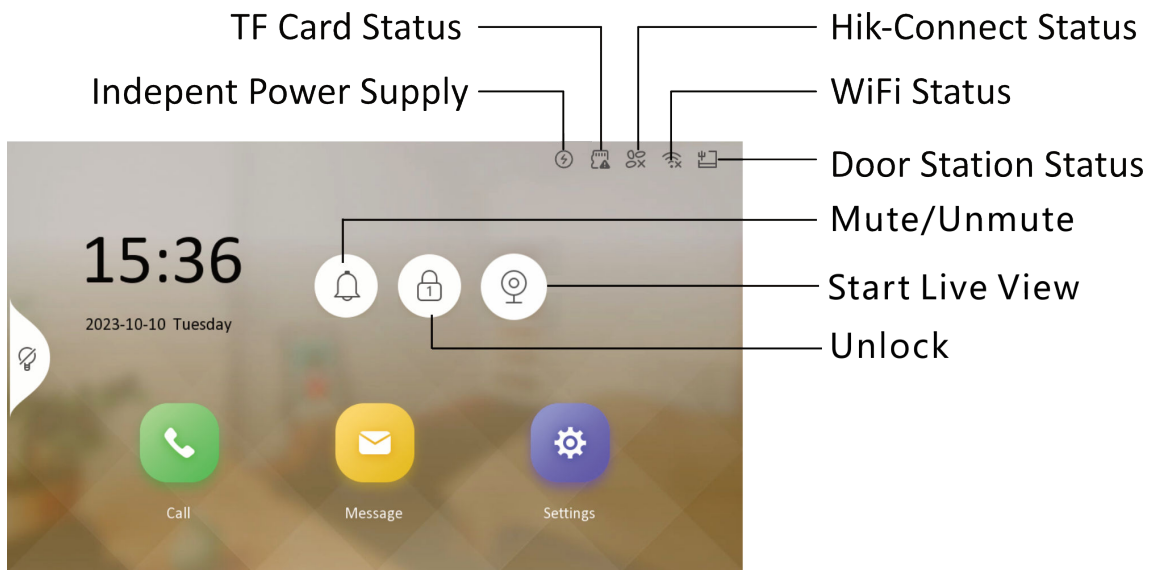 TF Card Status
Hik-Connect Status
Indepent Power Supply
WiFi Status
Door Station Status
Mute/Unmute
15:36
Start Live View
1
2023-10-10 Tuesday
Unlock
Call
Message
Settings